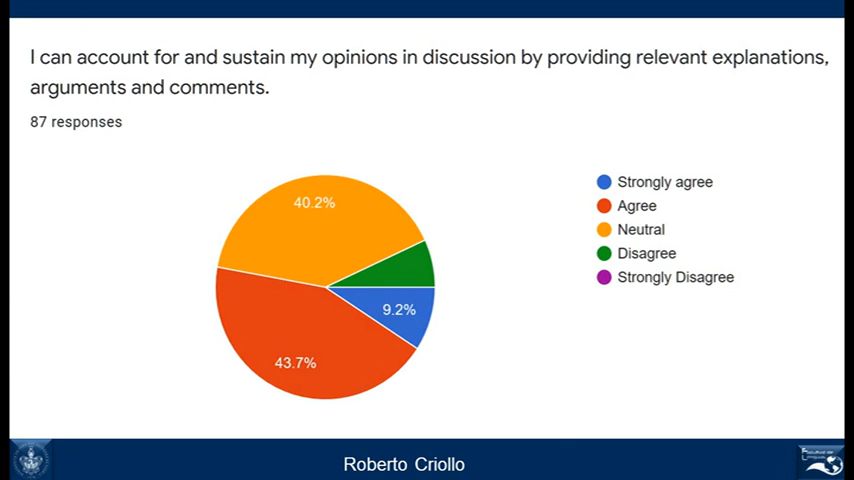 I can account for and sustain my opinions in discussion by providing relevant explanations,
arguments and comments.
87 responses
40.2%
9.2%
43.7%
Strongly agree
Agree
Neutral
Disagree
Strongly Disagree
Roberto Criollo